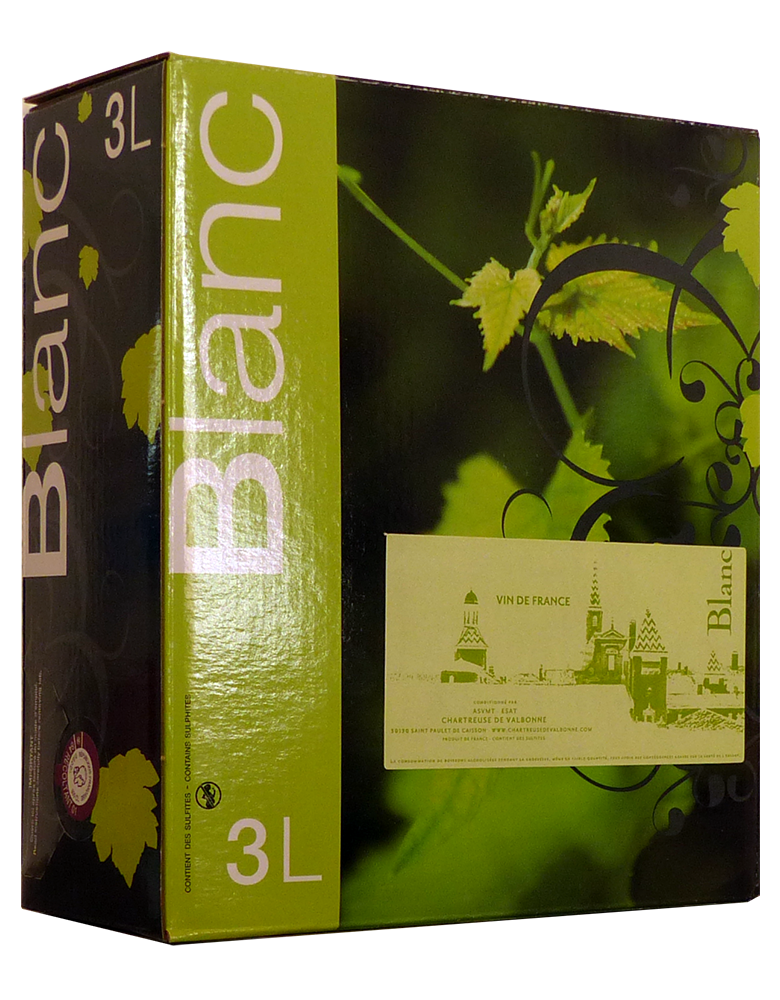 3L
Blanc
Blanc
CONTIENT DES SULFITES - CONTAINS SULPHITES
3L
VIN DE FRANCE
Blanc
CONDITIONNÉ PAR
ASVMT - ESAT
CHARTREUSE DE VALBONNE
30130 SAINT PAULET DE CAISSON - WWW.CHARTREUSEDEVALBONNE.COM
PRODUIT DE FRANCE - CONTIENT DES SULFITES
IMPORTANT